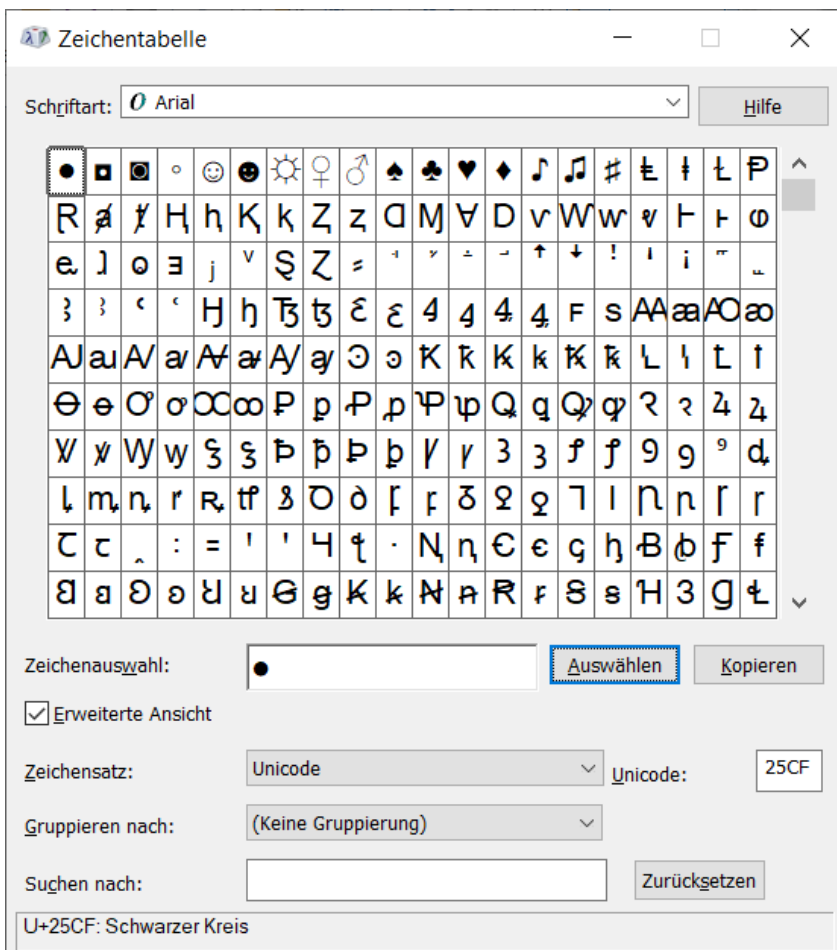 Zeichentabelle
Schriftart: O Arial Hilfe
● ◘ ◙ ◦ ☺ ☻ ☼ ♀ ♂ ♠ ♣ ♥ ♦ ♪ ♫ ♯ Ⱡ ⱡ Ɫ Ᵽ
Ɽ ⱥ ⱦ Ⱨ ⱨ Ⱪ ⱪ Ⱬ ⱬ Ɑ Ɱ Ɐ Ɒ ⱱ Ⱳ ⱳ ⱴ Ⱶ ⱶ ⱷ
ⱸ ⱹ ⱺ ⱻ ⱼ ⱽ Ȿ Ɀ ⸗ ꜗ ꜘ ꜙ ꜚ ꜛ ꜜ ꜝ ꜞ ꜟ ꜠ ꜡
Ꜣ ꜣ Ꜥ ꜥ Ꜧ ꜧ Ꜩ ꜩ Ꜫ ꜫ Ꜭ ꜭ Ꜯ ꜯ ꜰ ꜱ Ꜳ ꜳ Ꜵ ꜵ
Ꜷ ꜷ Ꜹ ꜹ Ꜻ ꜻ Ꜽ ꜽ Ꜿ ꜿ Ꝁ ꝁ Ꝃ ꝃ Ꝅ ꝅ Ꝇ ꝇ Ꝉ ꝉ
Ꝋ ꝋ Ꝍ ꝍ Ꝏ ꝏ Ꝑ ꝑ Ꝓ ꝓ Ꝕ ꝕ Ꝗ ꝗ Ꝙ ꝙ Ꝛ ꝛ Ꝝ ꝝ
Ꝟ ꝟ Ꝡ ꝡ Ꝣ ꝣ Ꝥ ꝥ Ꝧ ꝧ Ꝩ ꝩ Ꝫ ꝫ Ꝭ ꝭ Ꝯ ꝯ ꝰ ꝱ
ꝲ ꝳ ꝴ ꝵ ꝶ ꝷ ꝸ Ꝺ ꝺ Ꝼ ꝼ Ᵹ Ꝿ ꝿ Ꞁ ꞁ Ꞃ ꞃ Ꞅ ꞅ
Ꞇ ꞇ ꞈ ꞉ ꞊ Ꞌ ꞌ Ɥ ꞎ ꞏ Ꞑ ꞑ Ꞓ ꞓ ꞔ ꞕ Ꞗ ꞗ Ꞙ ꞙ
Ꞛ ꞛ Ꞝ ꞝ Ꞟ ꞟ Ꞡ ꞡ Ꞣ ꞣ Ꞥ ꞥ Ꞧ ꞧ Ꞩ ꞩ Ɦ Ɜ Ɡ Ɬ
Zeichenauswahl: ● Auswählen Kopieren
Erweiterte Ansicht
Zeichensatz: Unicode Unicode: 25CF
Gruppieren nach: (Keine Gruppierung)
Suchen nach: Zurücksetzen
U+25CF: Schwarzer Kreis